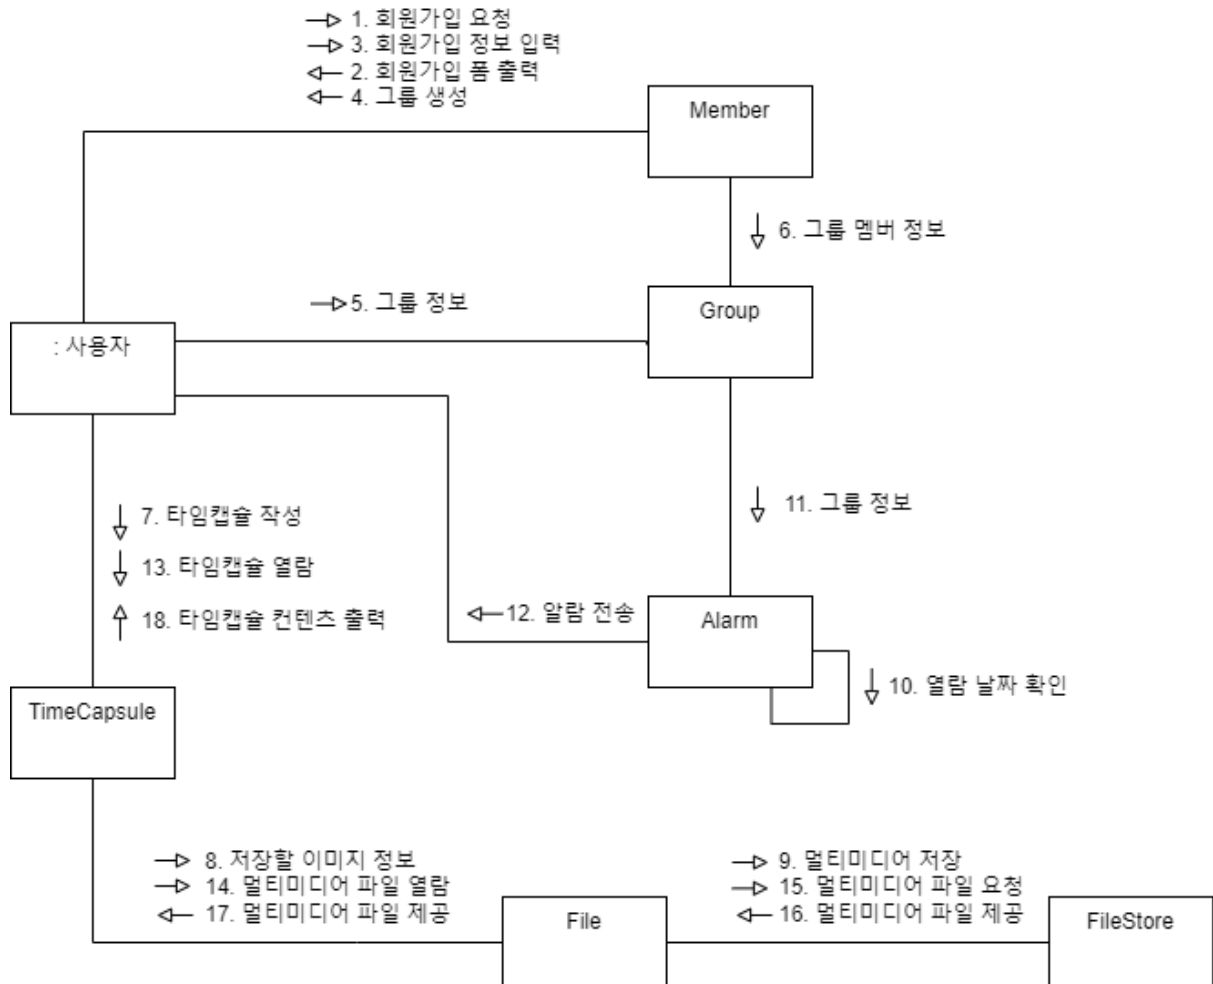 1. 회원가입 요청
3. 회원가입 정보 입력
2. 회원가입 폼 출력
4. 그룹 생성
Member
6. 그룹 멤버 정보
5. 그룹 정보
Group
: 사용자
11. 그룹 정보
7. 타임캡슐 작성
13. 타임캡슐 열람
18. 타임캡슐 컨텐츠 출력
12. 알람 전송
Alarm
10. 열람 날짜 확인
TimeCapsule
8. 저장할 이미지 정보
14. 멀티미디어 파일 열람
17. 멀티미디어 파일 제공
9. 멀티미디어 저장
15. 멀티미디어 파일 요청
16. 멀티미디어 파일 제공
File
FileStore